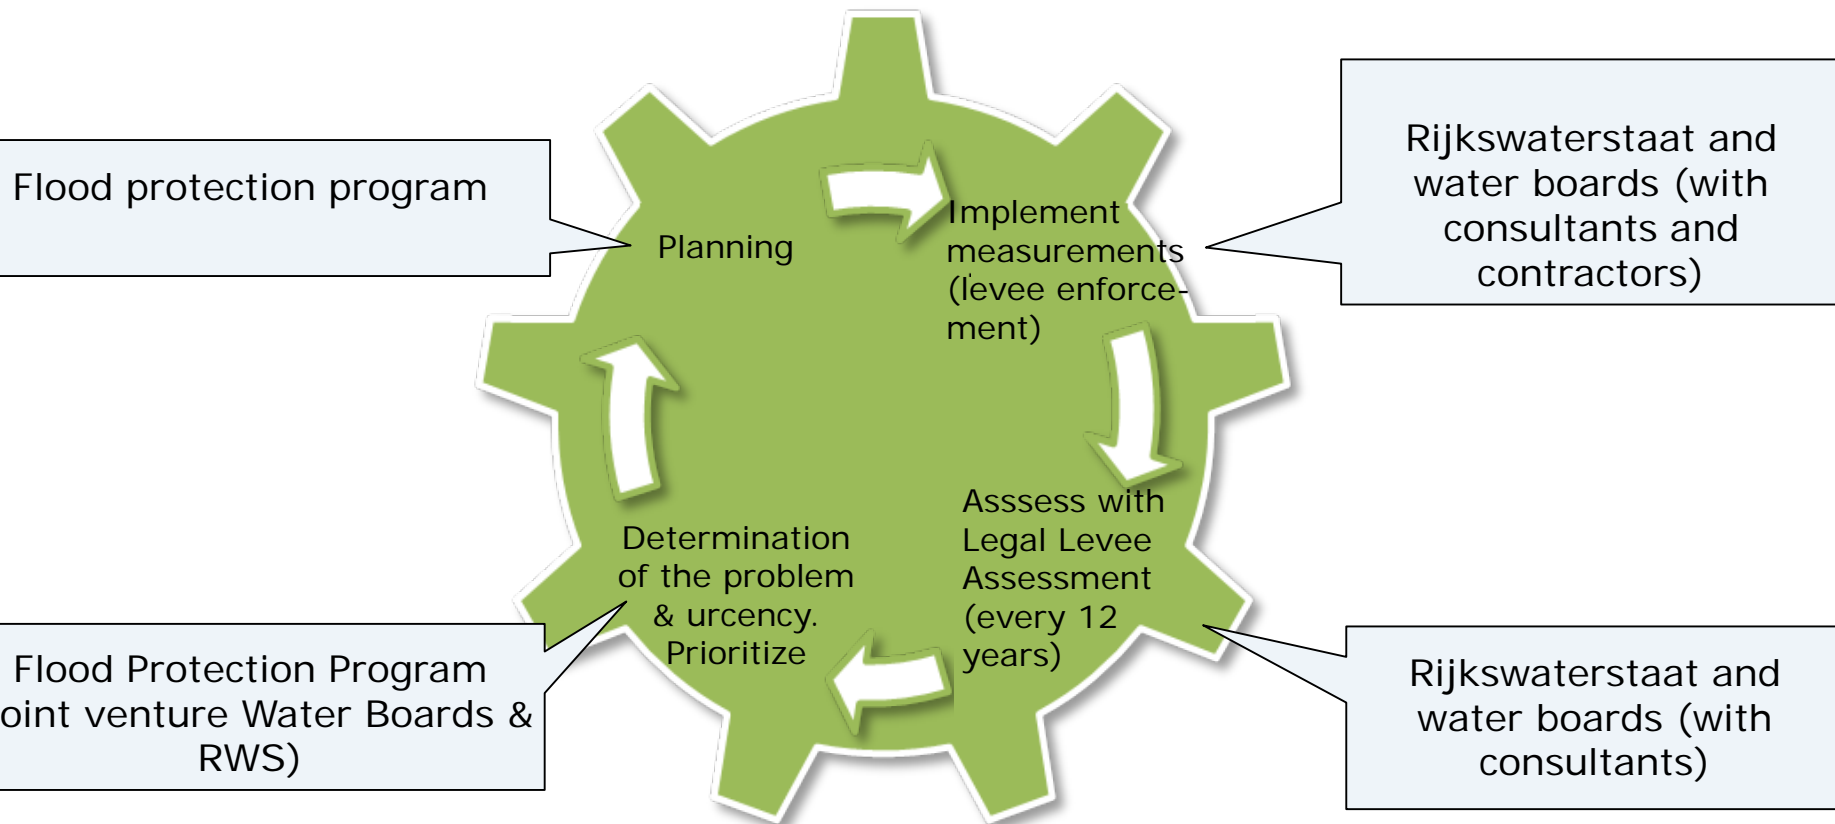 Flood protection program
Planning
Implement
measurements
(levee enforce-
ment)
Rijkswaterstaat and
water boards (with
consultants and
contractors)
Asssess with
Legal Levee
Assessment
(every 12
years)
Rijkswaterstaat and
water boards (with
consultants)
Determination
of the problem
& urcency.
Prioritize
Flood Protection Program
oint venture Water Boards &
RWS)